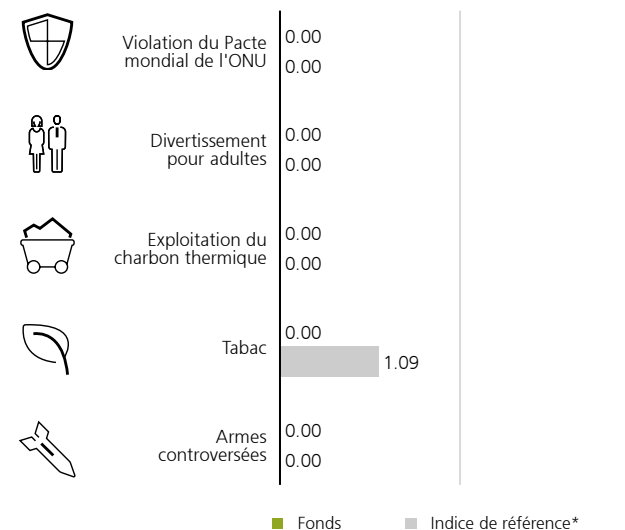 Violation du Pacte
mondial de l'ONU
0.00
0.00
Divertissement
pour adultes
0.00
0.00
Exploitation du
charbon thermique
0.00
0.00
Tabac
0.00
1.09
Armes
controversées
0.00
0.00
Fonds
Indice de référence*